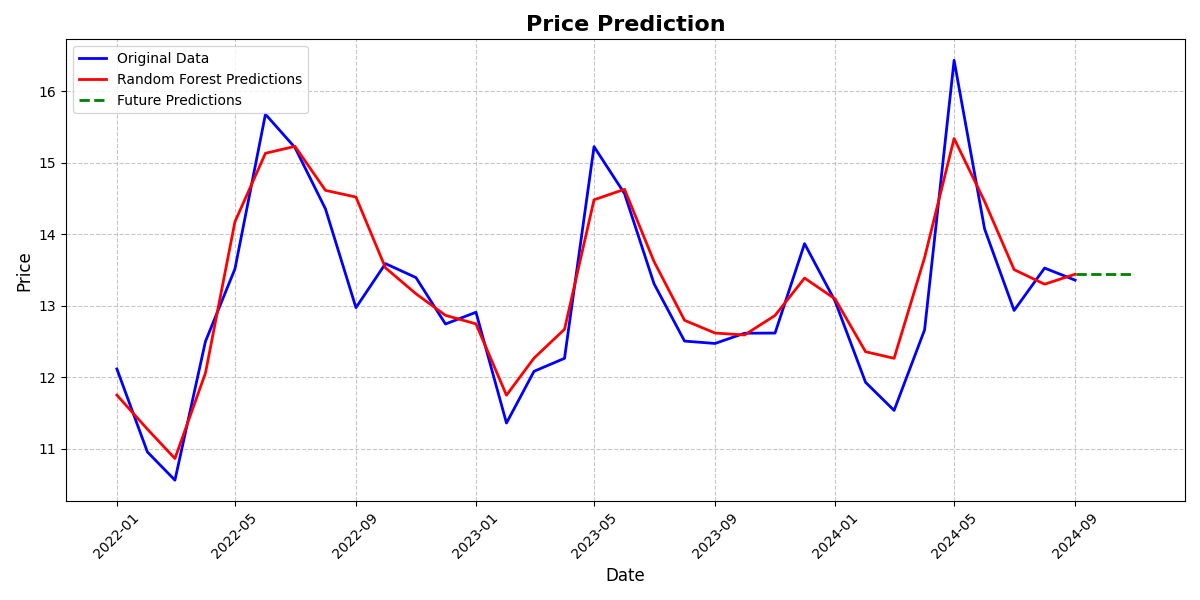 Price Prediction
Original Data
Random Forest Predictions
Future Predictions
Price
16
15
14
13
12
11
2022-01
2022-05
2022-09
2023-01
2023-05
2023-09
2024-01
2024-05
2024-09
Date